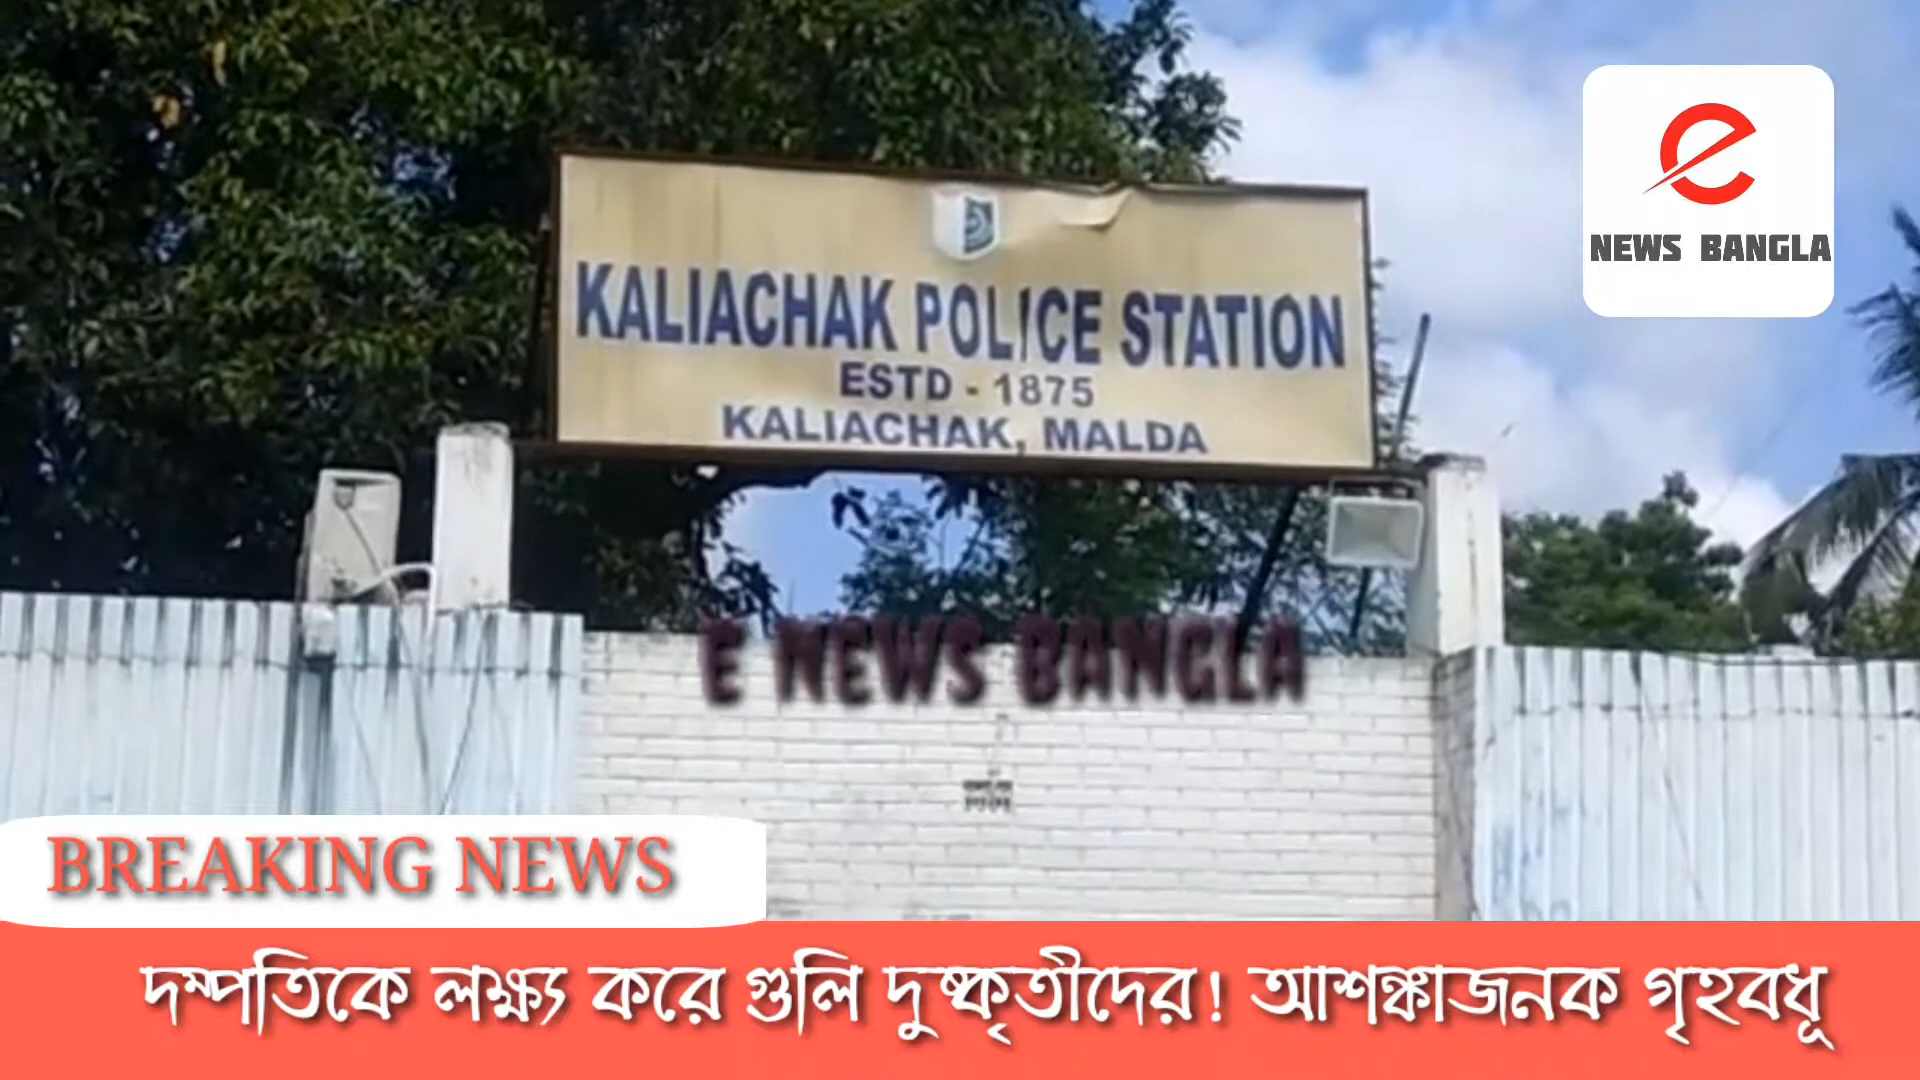 NEWS BANGLA
KALIACHAK POLICE STATION
ESTD - 1875
KALIACHAK, MALDA
E NEWS BANGLA
BREAKING NEWS
দম্পতিকে লক্ষ্য করে গুলি দুষ্কৃতীদের! আশঙ্কাজনক গৃহবধূ